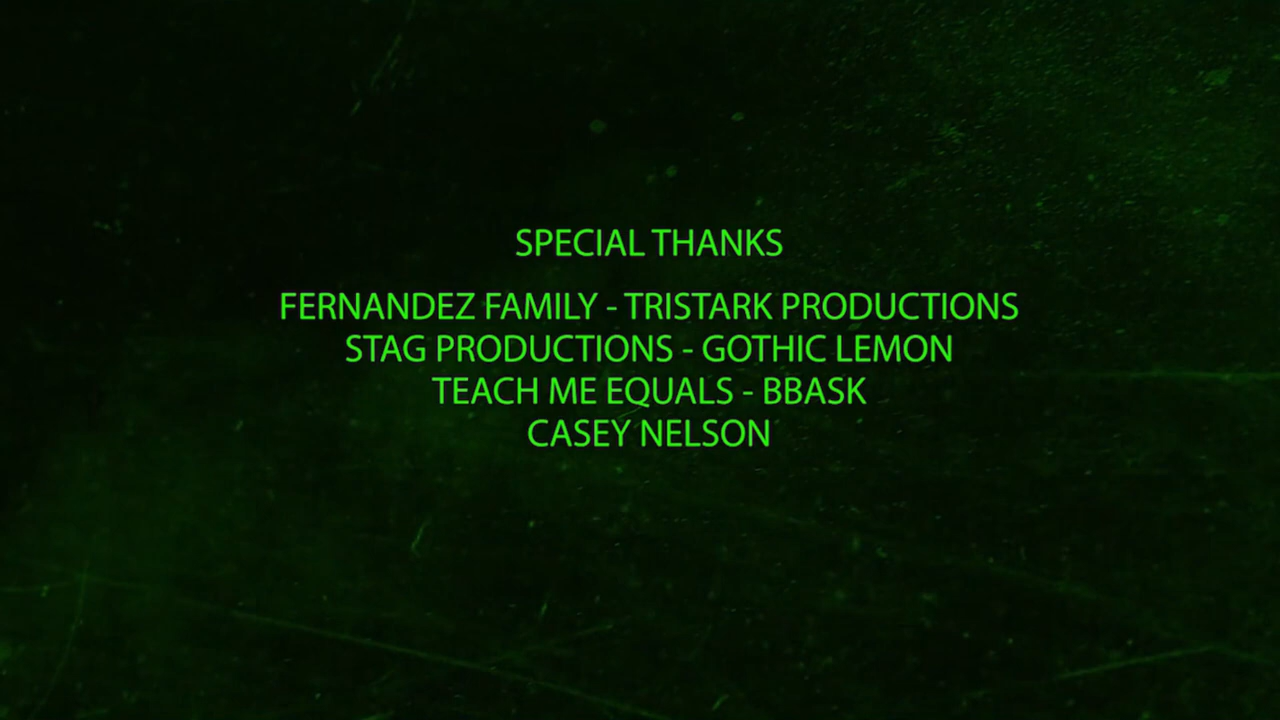 SPECIAL THANKS
FERNANDEZ FAMILY - TRISTARK PRODUCTIONS
STAG PRODUCTIONS - GOTHIC LEMON
TEACH ME EQUALS - BBASK
CASEY NELSON